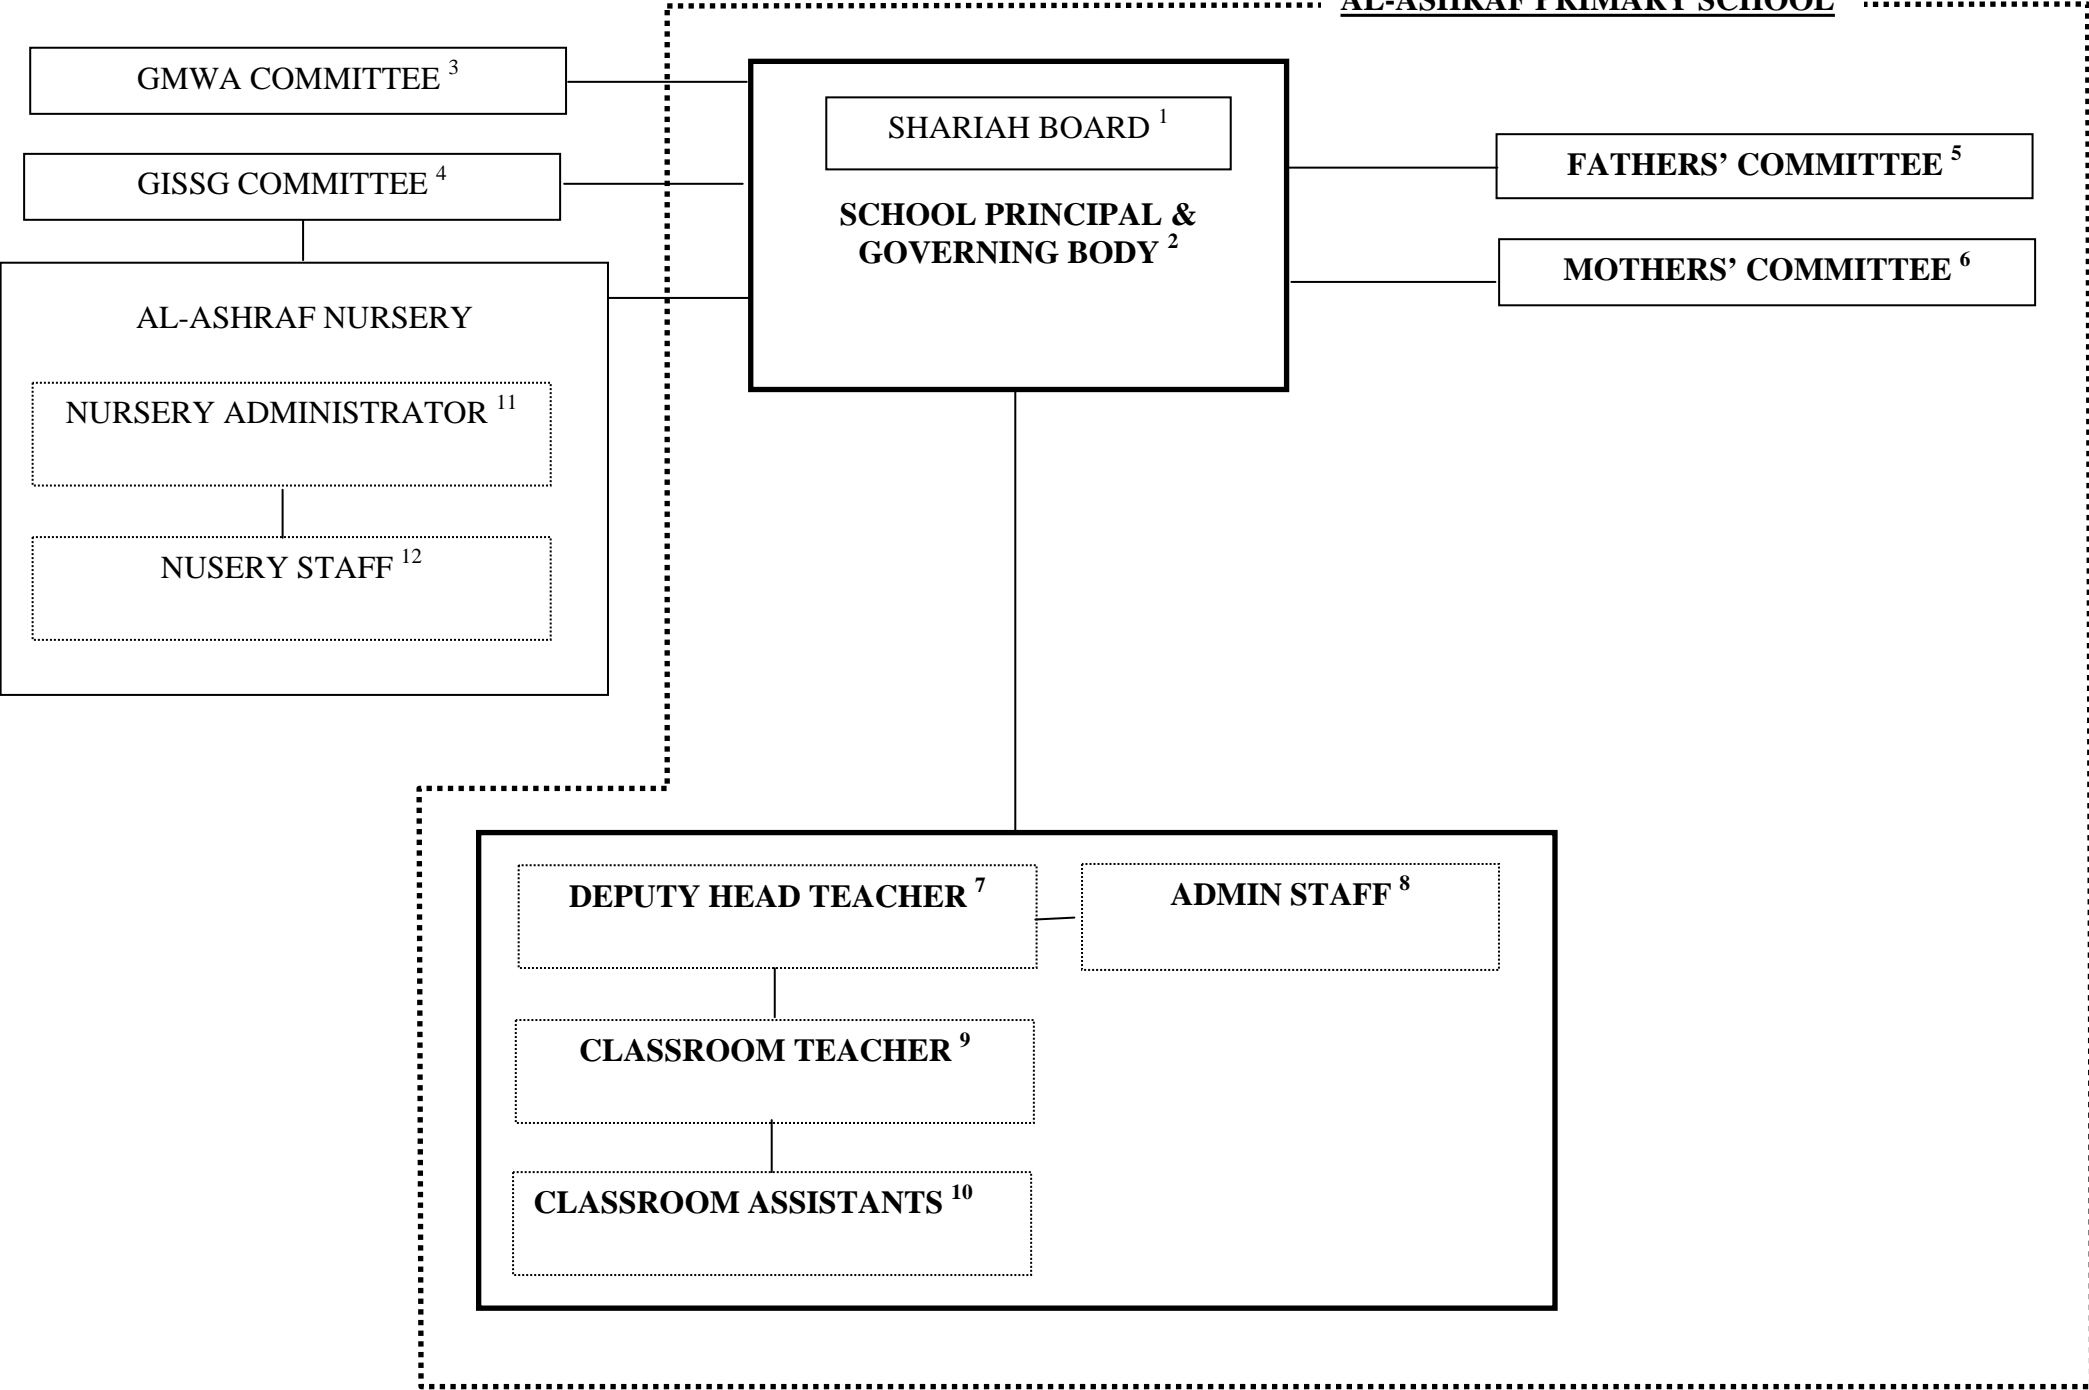 AL-ASHRAF PRIMARY SCHOOL
GMWA COMMITTEE 3
GISSG COMMITTEE 4
AL-ASHRAF NURSERY
NURSERY ADMINISTRATOR 11
NUSERY STAFF 12
SHARIAH BOARD 1
SCHOOL PRINCIPAL &
GOVERNING BODY 2
FATHERS’ COMMITTEE 5
MOTHERS’ COMMITTEE 6
DEPUTY HEAD TEACHER 7
ADMIN STAFF 8
CLASSROOM TEACHER 9
CLASSROOM ASSISTANTS 10